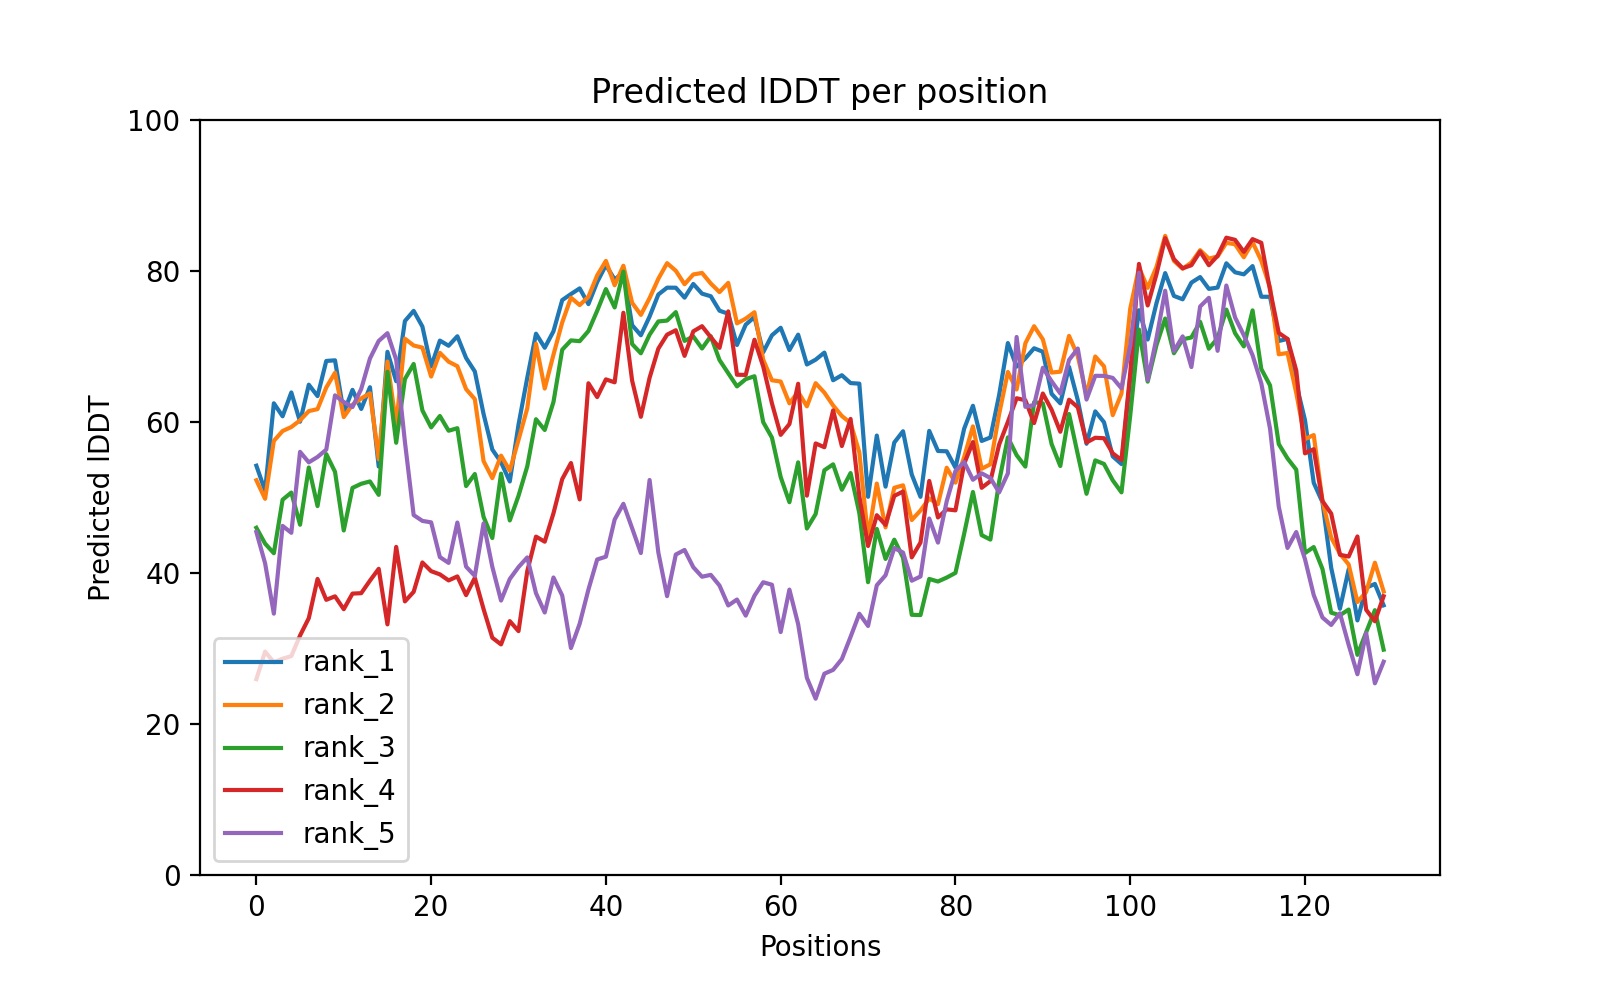 Predicted lDDT per position
100
80
60
40
20
0
Predicted lDDT
rank_1
rank_2
rank_3
rank_4
rank_5
0 20 40 60 80 100 120
Positions